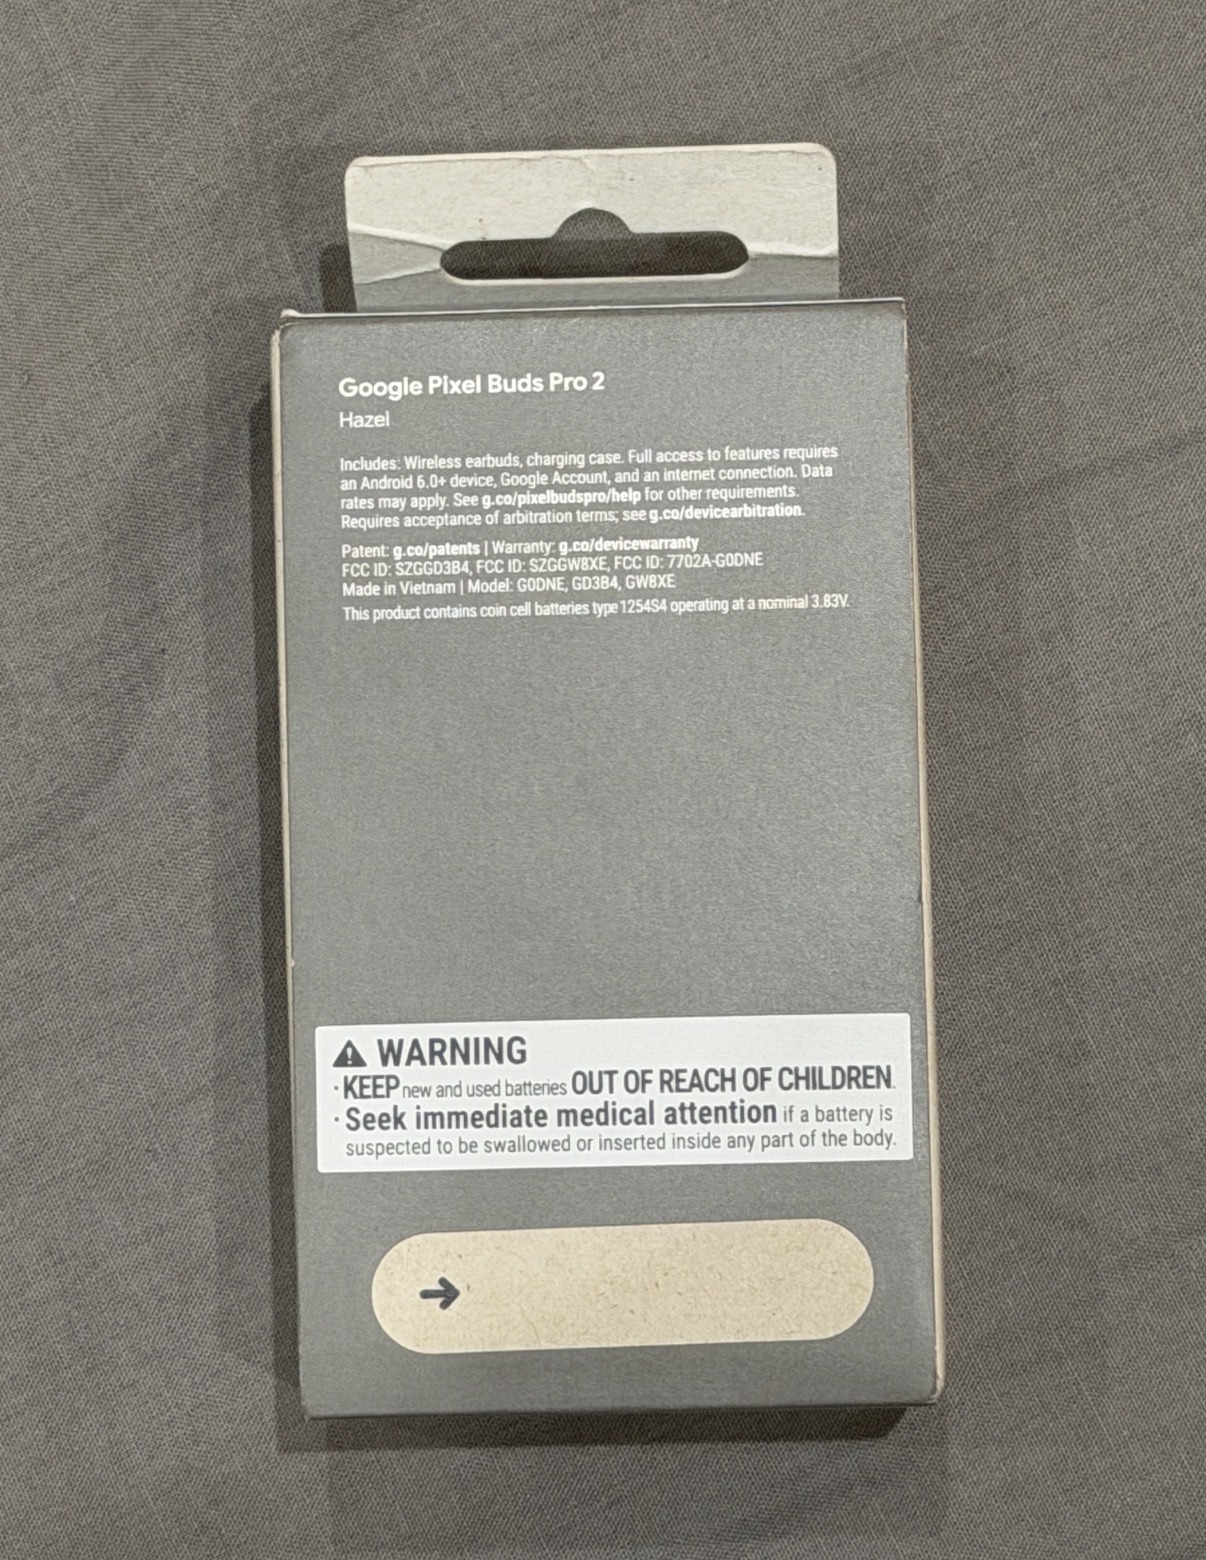 Google Pixel Buds Pro 2
Hazel
Includes: Wireless earbuds, charging case. Full access to features requires
an Android 6.0+ device, Google Account, and an internet connection. Data
rates may apply. See g.co/pixelbudspro/help for other requirements.
Requires acceptance of arbitration terms; see g.co/devicearbitration.
Patent: g.co/patents | Warranty: g.co/devicewarranty
FCC ID: SZGGD3B4, FCC ID: SZGGW8XE, FCC ID: 7702A-G0DNE
Made in Vietnam | Model: G0DNE, GD3B4, GW8XE
This product contains coin cell batteries type 1254S4 operating at a nominal 3.83V.
WARNING
· KEEP new and used batteries OUT OF REACH OF CHILDREN.
· Seek immediate medical attention if a battery is
suspected to be swallowed or inserted inside any part of the body.